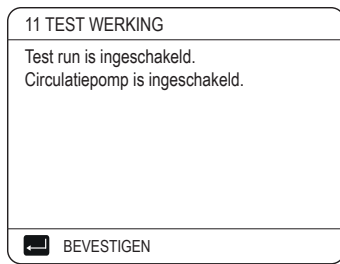 11 TEST WERKING
Test run is ingeschakeld.
Circulatiepomp is ingeschakeld.
BEVESTIGEN